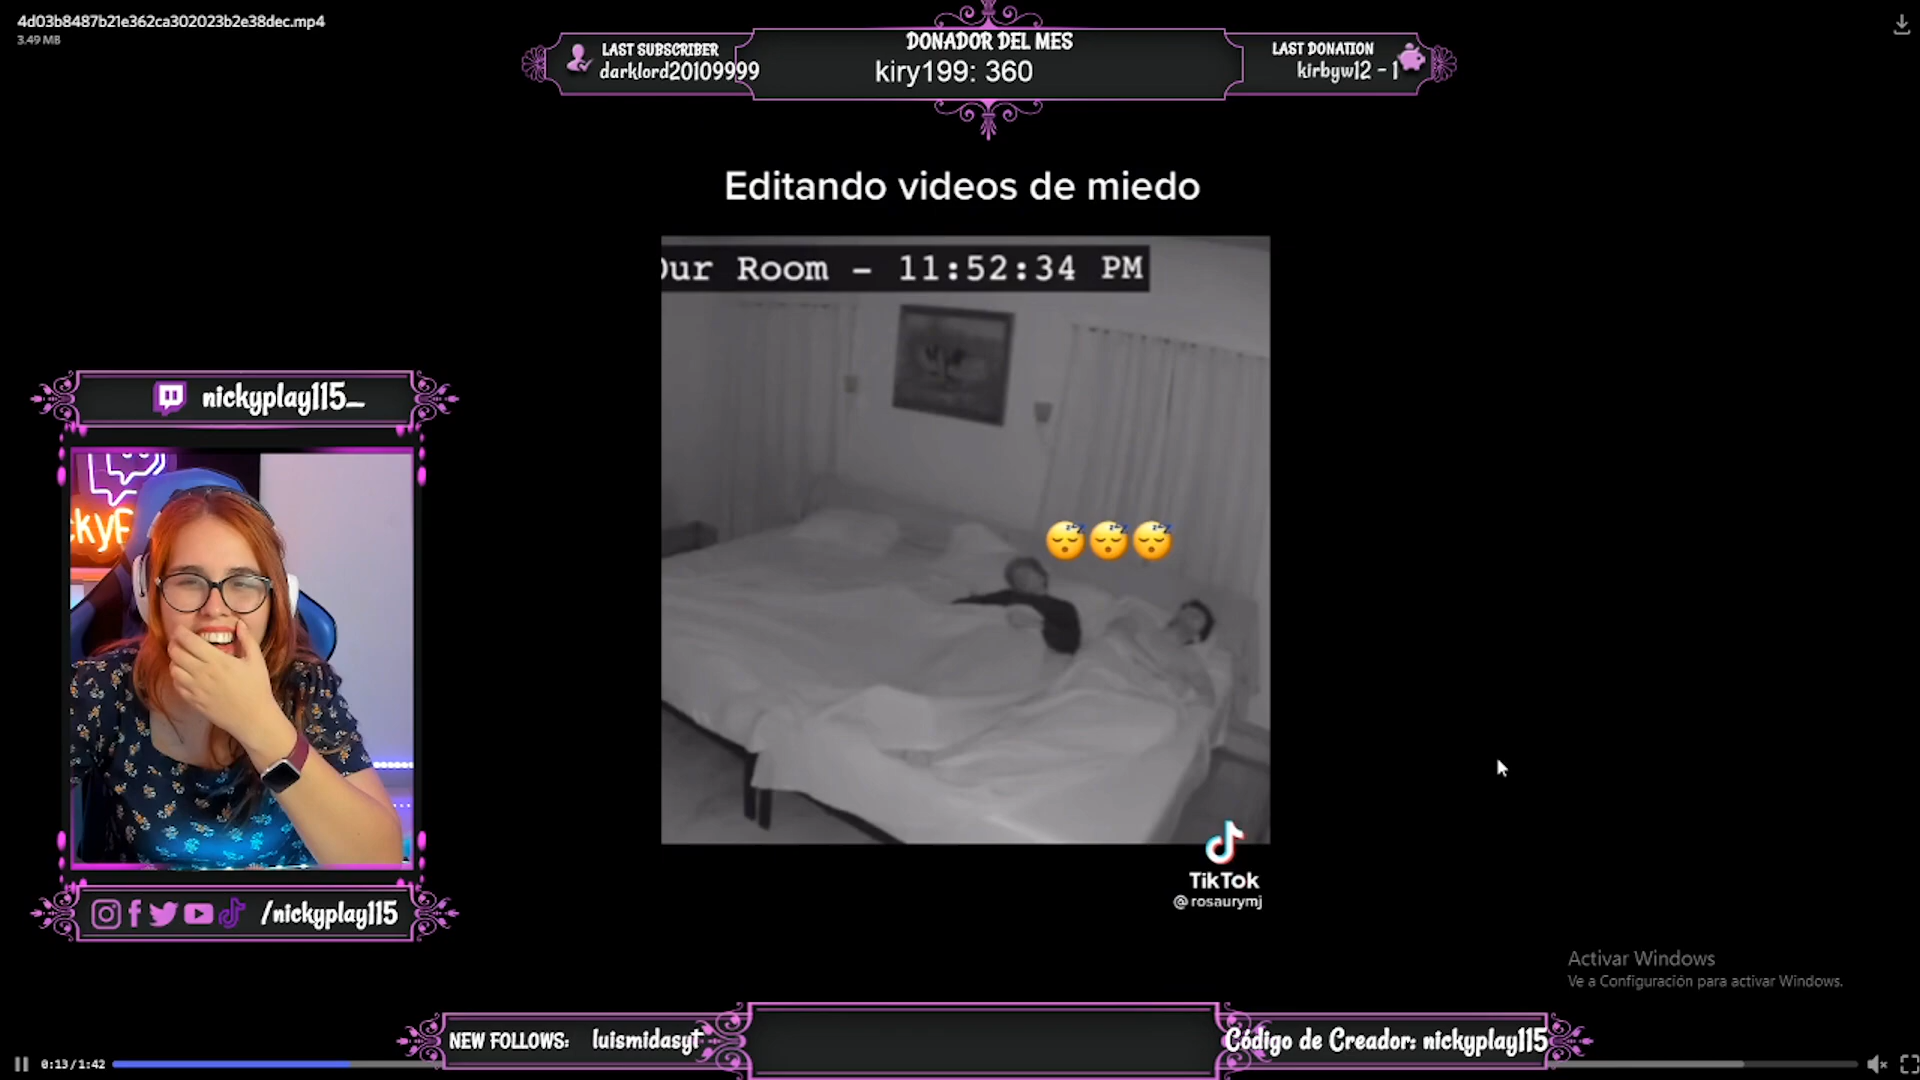 4d03b8487b21e362ca302023b2e38dec.mp4
3.49 MB
LAST SUBSCRIBER
darklord20109999
DONADOR DEL MES
kiry199: 360
LAST DONATION
kirbyw12 - 1
Editando videos de miedo
Our Room - 11:52:34 PM
nickyplay115_
kyP
/nickyplay115
TikTok
@rosaurymj
Activar Windows
Ve a Configuración para activar Windows.
NEW FOLLOWS: luismidasyt
Código de Creador: nickyplay115
0:13/1:42